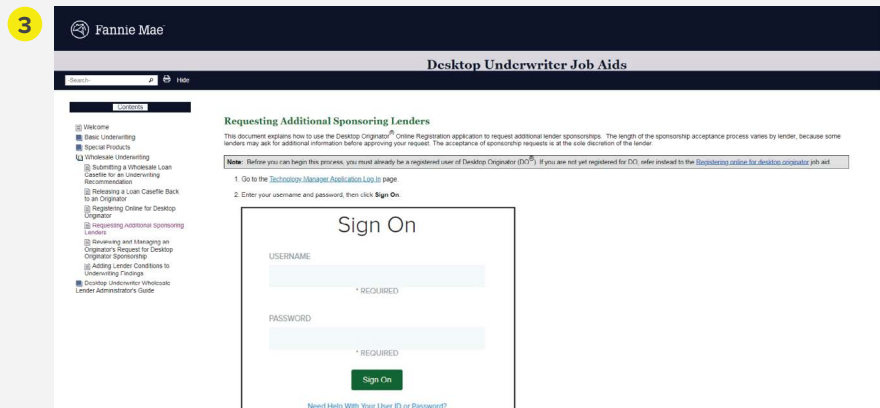 3
Fannie Mae
Desktop Underwriter Job Aids
-Search-
Hide
Contents
Welcome
Basic Underwriting
Special Products
Wholesale Underwriting
Submitting a Wholesale Loan
Casefile for an Underwriting
Recommendation
Releasing a Loan Casefile Back
to an Originator
Registering Online for Desktop
Originator
Requesting Additional Sponsoring
Lenders
Reviewing and Managing an
Originator's Request for Desktop
Originator Sponsorship
Adding Lender Conditions to
Underwriting Findings
Desktop Underwriter Wholesale
Lender Administrator's Guide
Requesting Additional Sponsoring Lenders
This document explains how to use the Desktop Originator® Online Registration application to request additional lender sponsorships. The length of the sponsorship acceptance process varies by lender, because some
lenders may ask for additional information before approving your request. The acceptance of sponsorship requests is at the sole discretion of the lender.
Note: Before you can begin this process, you must already be a registered user of Desktop Originator (DO®). If you are not yet registered for DO, refer instead to the Registering online for desktop originator job aid.
1. Go to the Technology Manager Application Log In page.
2. Enter your username and password, then click Sign On.
Sign On
USERNAME
* REQUIRED
PASSWORD
* REQUIRED
Sign On
Need Help With Your User ID or Password?